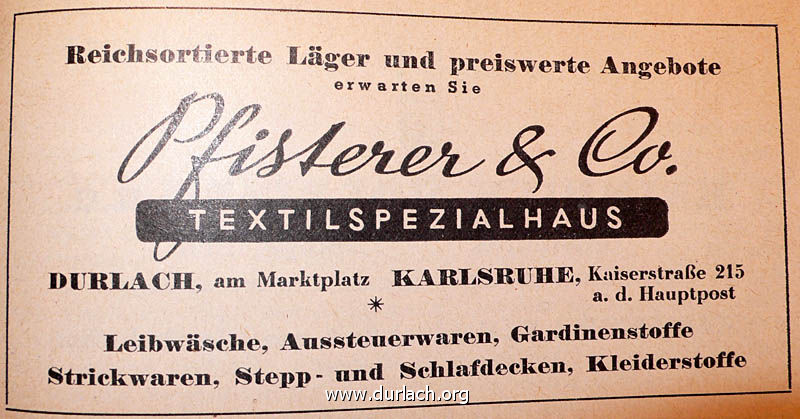 Reichsortierte Läger und preiswerte Angebote
erwarten Sie
Pfisterer & Co.
TEXTILSPEZIALHAUS
DURLACH, am Marktplatz KARLSRUHE, Kaiserstraße 215
a. d. Hauptpost
*
Leibwäsche, Aussteuerwaren, Gardinenstoffe
Strickwaren, Stepp- und Schlafdecken, Kleiderstoffe
www.durlach.org